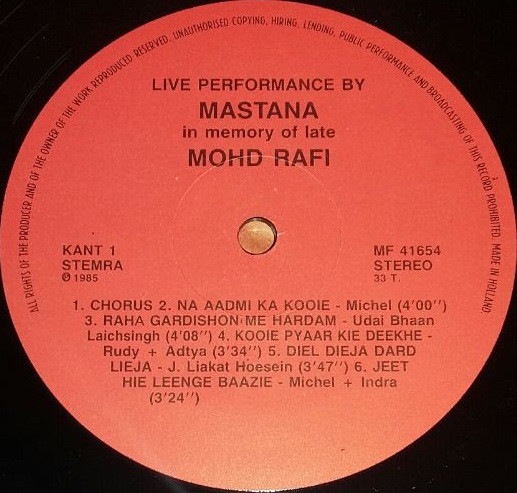 ALL RIGHTS OF THE PRODUCER AND OF THE OWNER OF THE WORK REPRODUCED RESERVED. UNAUTHORISED COPYING, HIRING, LENDING, PUBLIC PERFORMANCE AND BROADCASTING OF THIS RECORD PROHIBITED. MADE IN HOLLAND
LIVE PERFORMANCE BY
MASTANA
in memory of late
MOHD RAFI
KANT 1
STEMRA
℗ 1985
MF 41654
STEREO
33 T.
1. CHORUS 2. NA AADMI KA KOOIE - Michel (4'00'')
3. RAHA GARDISHON ME HARDAM - Udai Bhaan
Laichsingh (4'08'') 4. KOOIE PYAAR KIE DEEKHE -
Rudy + Adtya (3'34'') 5. DIEL DIEJA DARD
LIEJA - J. Liakat Hoesein (3'47'') 6. JEET
HIE LEENGE BAAZIE - Michel + Indra
(3'24'')